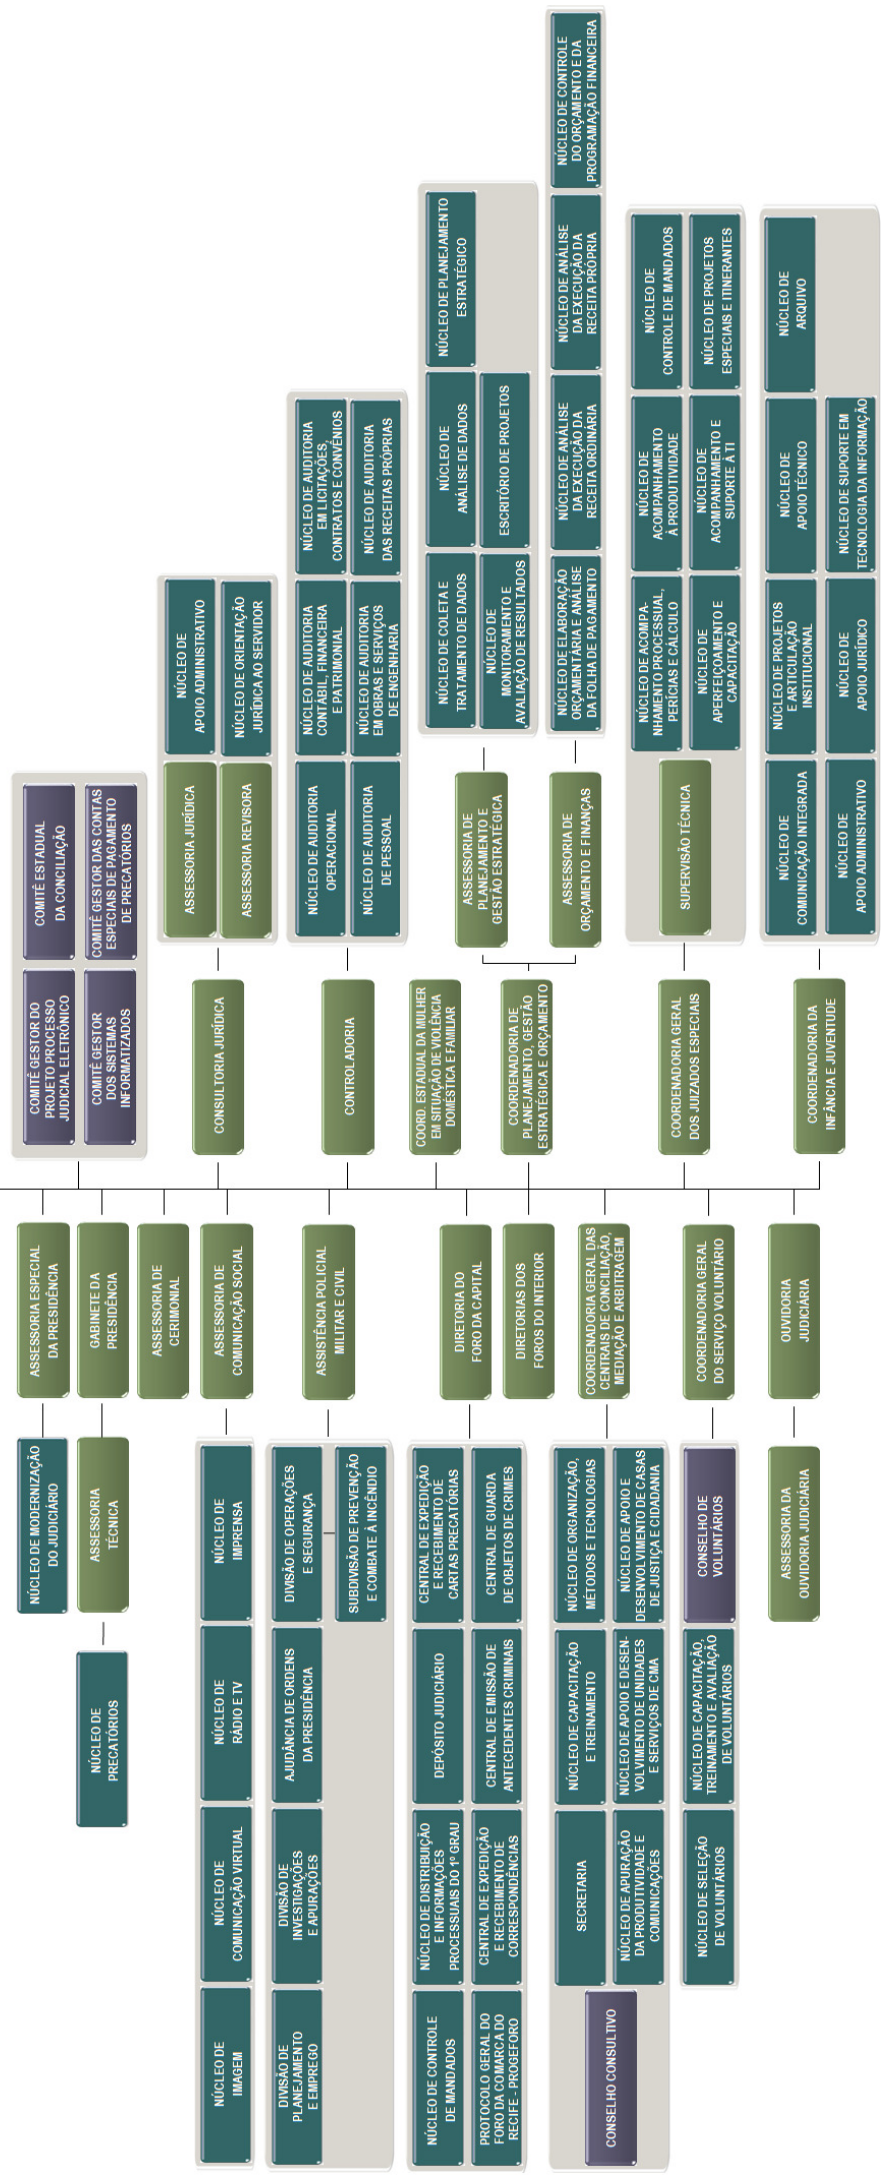 COMITÊ GESTOR DO
PROJETO PROCESSO
JUDICIAL ELETRÔNICO
COMITÊ ESTADUAL
DA CONCILIAÇÃO
COMITÊ GESTOR
DOS SISTEMAS
INFORMATIZADOS
COMITÊ GESTOR DAS CONTAS
ESPECIAIS DE PAGAMENTO
DE PRECATÓRIOS
CONSULTORIA JURÍDICA
ASSESSORIA JURÍDICA
NÚCLEO DE
APOIO ADMINISTRATIVO
ASSESSORIA REVISORA
NÚCLEO DE ORIENTAÇÃO
JURÍDICA AO SERVIDOR
CONTROLADORIA
NÚCLEO DE AUDITORIA
OPERACIONAL
NÚCLEO DE AUDITORIA
CONTÁBIL, FINANCEIRA
E PATRIMONIAL
NÚCLEO DE AUDITORIA
EM LICITAÇÕES,
CONTRATOS E CONVÊNIOS
NÚCLEO DE AUDITORIA
DE PESSOAL
NÚCLEO DE AUDITORIA
EM OBRAS E SERVIÇOS
DE ENGENHARIA
NÚCLEO DE AUDITORIA
DAS RECEITAS PRÓPRIAS
COORD. ESTADUAL DA MULHER
EM SITUAÇÃO DE VIOLÊNCIA
DOMÉSTICA E FAMILIAR
COORDENADORIA DE
PLANEJAMENTO, GESTÃO
ESTRATÉGICA E ORÇAMENTO
ASSESSORIA DE
PLANEJAMENTO E
GESTÃO ESTRATÉGICA
NÚCLEO DE COLETA E
TRATAMENTO DE DADOS
NÚCLEO DE
ANÁLISE DE DADOS
NÚCLEO DE PLANEJAMENTO
ESTRATÉGICO
NÚCLEO DE
MONITORAMENTO E
AVALIAÇÃO DE RESULTADOS
ESCRITÓRIO DE PROJETOS
ASSESSORIA DE
ORÇAMENTO E FINANÇAS
NÚCLEO DE ELABORAÇÃO
ORÇAMENTÁRIA E ANÁLISE
DA FOLHA DE PAGAMENTO
NÚCLEO DE ANÁLISE
DA EXECUÇÃO DA
RECEITA ORDINÁRIA
NÚCLEO DE ANÁLISE
DA EXECUÇÃO DA
RECEITA PRÓPRIA
NÚCLEO DE CONTROLE
DO ORÇAMENTO E DA
PROGRAMAÇÃO FINANCEIRA
COORDENADORIA GERAL
DOS JUIZADOS ESPECIAIS
SUPERVISÃO TÉCNICA
NÚCLEO DE ACOMPA-
NHAMENTO PROCESSUAL,
PERÍCIAS E CÁLCULO
NÚCLEO DE
ACOMPANHAMENTO
À PRODUTIVIDADE
NÚCLEO DE
CONTROLE DE MANDADOS
NÚCLEO DE
APERFEIÇOAMENTO E
CAPACITAÇÃO
NÚCLEO DE
ACOMPANHAMENTO E
SUPORTE À TI
NÚCLEO DE PROJETOS
ESPECIAIS E ITINERANTES
COORDENADORIA DA
INFÂNCIA E JUVENTUDE
NÚCLEO DE
COMUNICAÇÃO INTEGRADA
NÚCLEO DE PROJETOS
E ARTICULAÇÃO
INSTITUCIONAL
NÚCLEO DE
APOIO TÉCNICO
NÚCLEO DE
ARQUIVO
NÚCLEO DE
APOIO ADMINISTRATIVO
NÚCLEO DE
APOIO JURÍDICO
NÚCLEO DE SUPORTE EM
TECNOLOGIA DA INFORMAÇÃO
ASSESSORIA ESPECIAL
DA PRESIDÊNCIA
NÚCLEO DE MODERNIZAÇÃO
DO JUDICIÁRIO
GABINETE DA
PRESIDÊNCIA
ASSESSORIA
TÉCNICA
NÚCLEO DE
PRECATÓRIOS
ASSESSORIA DE
CERIMONIAL
ASSESSORIA DE
COMUNICAÇÃO SOCIAL
NÚCLEO DE
IMAGEM
NÚCLEO DE
COMUNICAÇÃO VIRTUAL
NÚCLEO DE
RÁDIO E TV
NÚCLEO DE
IMPRENSA
ASSISTÊNCIA POLICIAL
MILITAR E CIVIL
DIVISÃO DE
PLANEJAMENTO
E EMPREGO
DIVISÃO DE
INVESTIGAÇÕES
E APURAÇÕES
AJUDÂNCIA DE ORDENS
DA PRESIDÊNCIA
DIVISÃO DE OPERAÇÕES
E SEGURANÇA
SUBDIVISÃO DE PREVENÇÃO
E COMBATE À INCÊNDIO
DIRETORIA DO
FORO DA CAPITAL
NÚCLEO DE CONTROLE
DE MANDADOS
NÚCLEO DE DISTRIBUIÇÃO
E INFORMAÇÕES
PROCESSUAIS DO 1º GRAU
DEPÓSITO JUDICIÁRIO
CENTRAL DE EXPEDIÇÃO
E RECEBIMENTO DE
CARTAS PRECATÓRIAS
PROTOCOLO GERAL DO
FORO DA COMARCA DO
RECIFE - PROGEFORO
CENTRAL DE EXPEDIÇÃO
E RECEBIMENTO DE
CORRESPONDÊNCIAS
CENTRAL DE EMISSÃO DE
ANTECEDENTES CRIMINAIS
CENTRAL DE GUARDA
DE OBJETOS DE CRIMES
DIRETORIAS DOS
FOROS DO INTERIOR
COORDENADORIA GERAL DAS
CENTRAIS DE CONCILIAÇÃO,
MEDIAÇÃO E ARBITRAGEM
CONSELHO CONSULTIVO
SECRETARIA
NÚCLEO DE CAPACITAÇÃO
E TREINAMENTO
NÚCLEO DE ORGANIZAÇÃO,
MÉTODOS E TECNOLOGIAS
NÚCLEO DE APURAÇÃO
DA PRODUTIVIDADE E
COMUNICAÇÕES
NÚCLEO DE APOIO E DESEN-
VOLVIMENTO DE UNIDADES
E SERVIÇOS DE CMA
NÚCLEO DE APOIO E
DESENVOLVIMENTO DE CASAS
DE JUSTIÇA E CIDADANIA
COORDENADORIA GERAL
DO SERVIÇO VOLUNTÁRIO
NÚCLEO DE SELEÇÃO
DE VOLUNTÁRIOS
NÚCLEO DE CAPACITAÇÃO,
TREINAMENTO E AVALIAÇÃO
DE VOLUNTÁRIOS
CONSELHO DE
VOLUNTÁRIOS
OUVIDORIA
JUDICIÁRIA
ASSESSORIA DA
OUVIDORIA JUDICIÁRIA